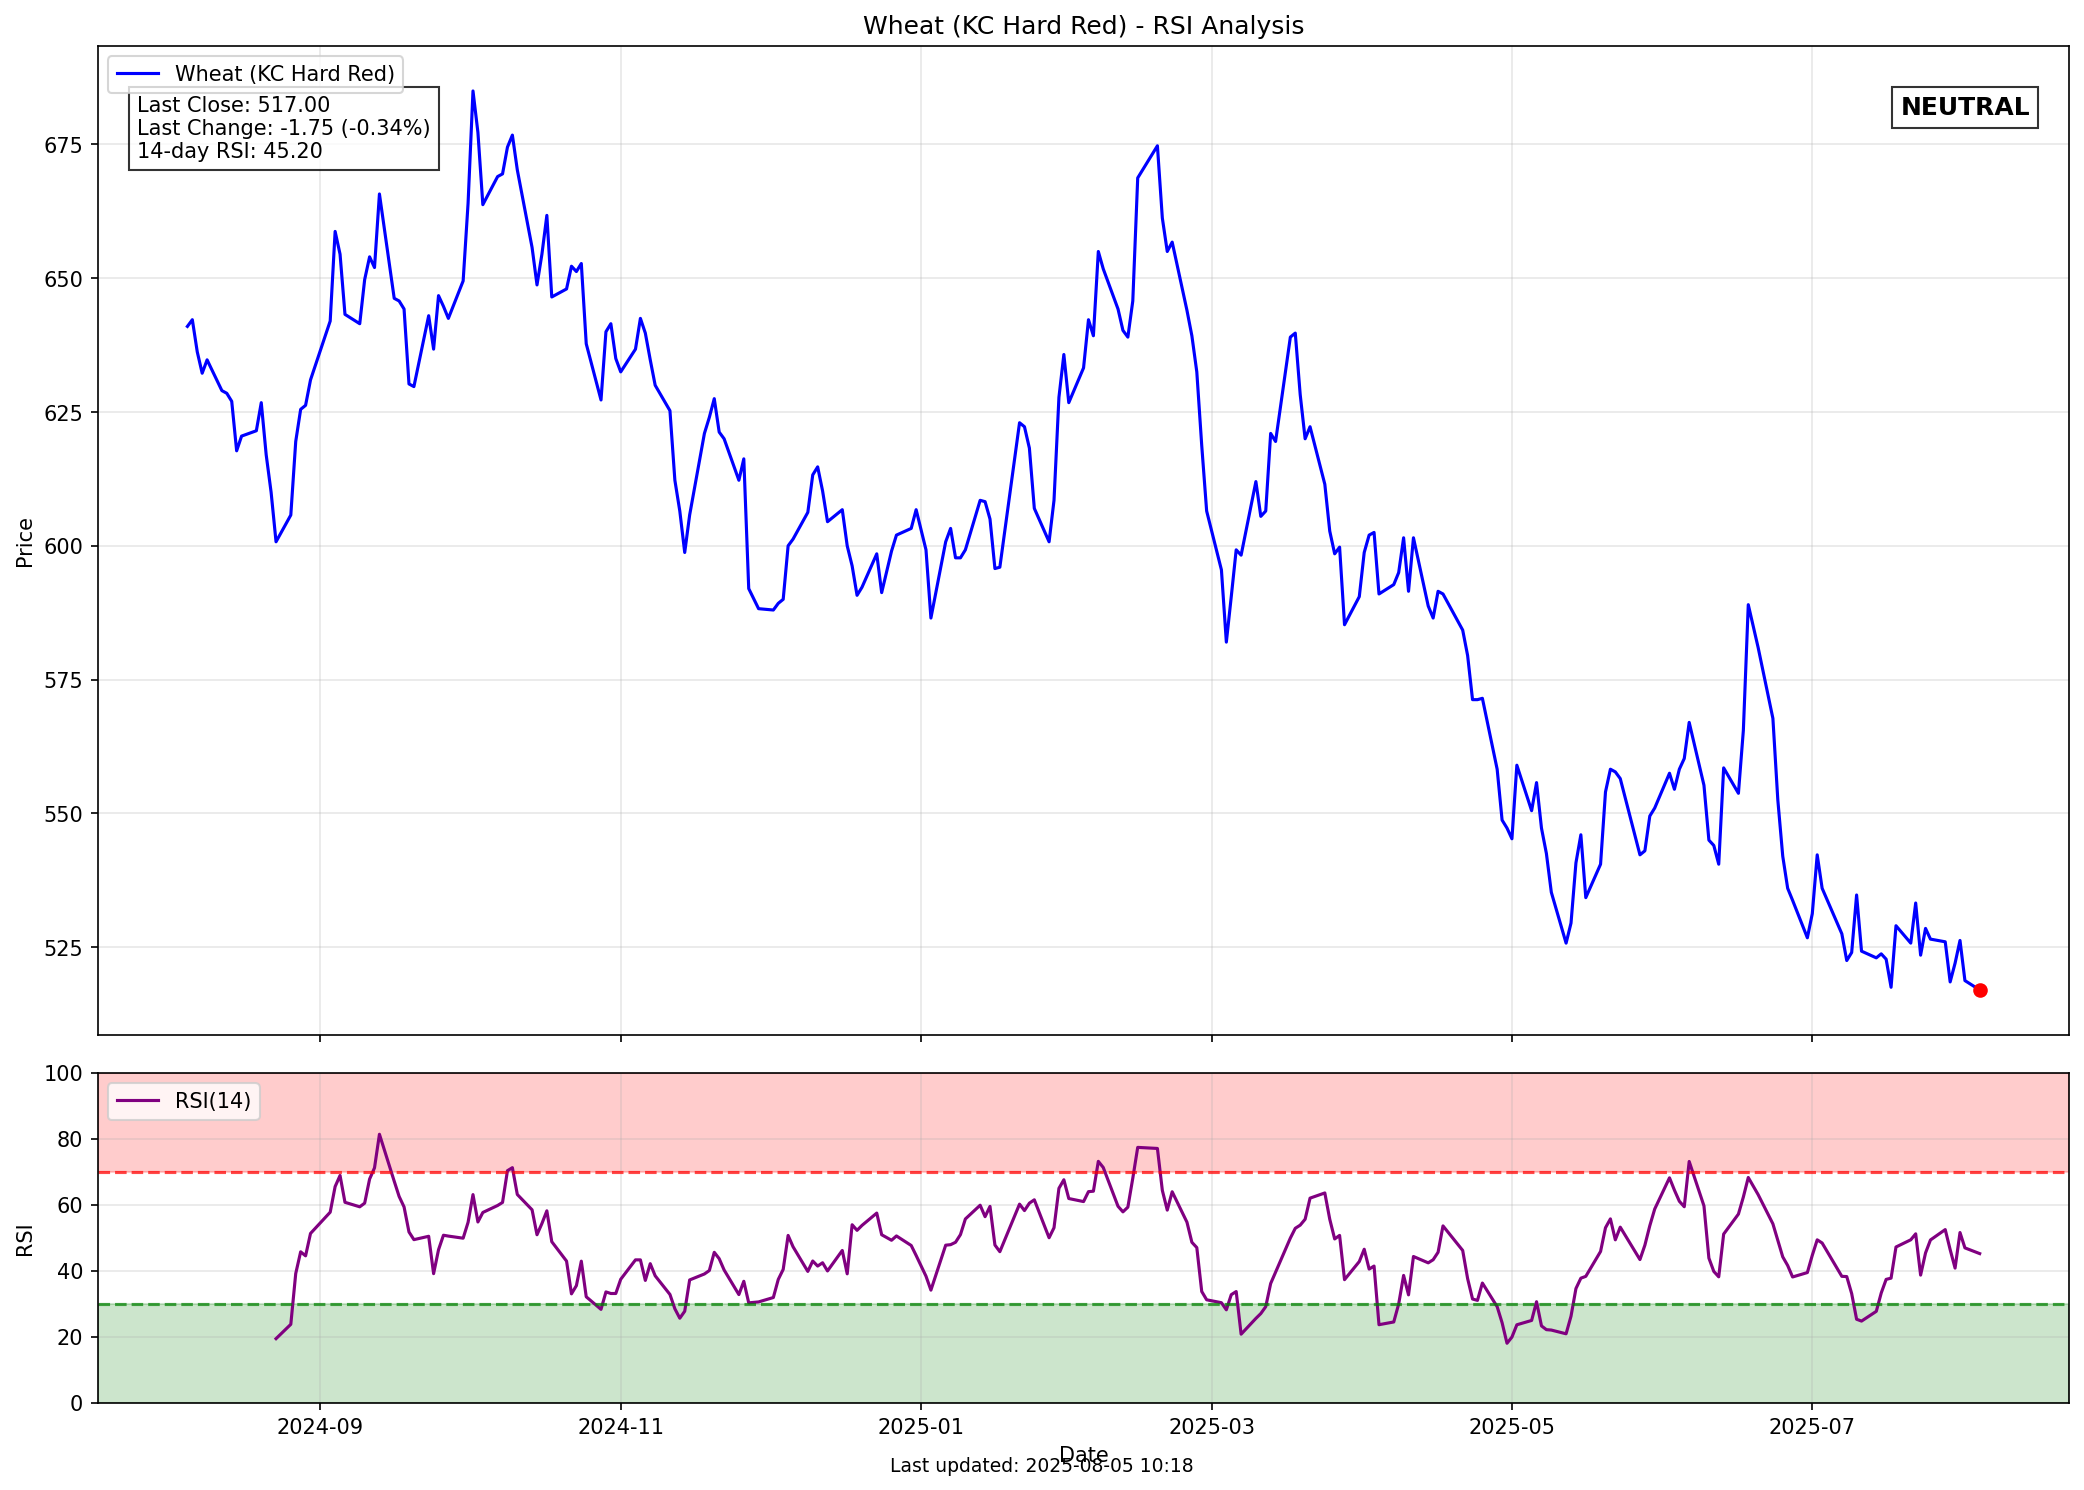 Wheat (KC Hard Red) - RSI Analysis
Wheat (KC Hard Red)
Last Close: 517.00
Last Change: -1.75 (-0.34%)
14-day RSI: 45.20
NEUTRAL
Price
675
650
625
600
575
550
525
RSI(14)
RSI
100
80
60
40
20
0
2024-09
2024-11
2025-01
2025-03
2025-05
2025-07
Date
Last updated: 2025-08-05 10:18